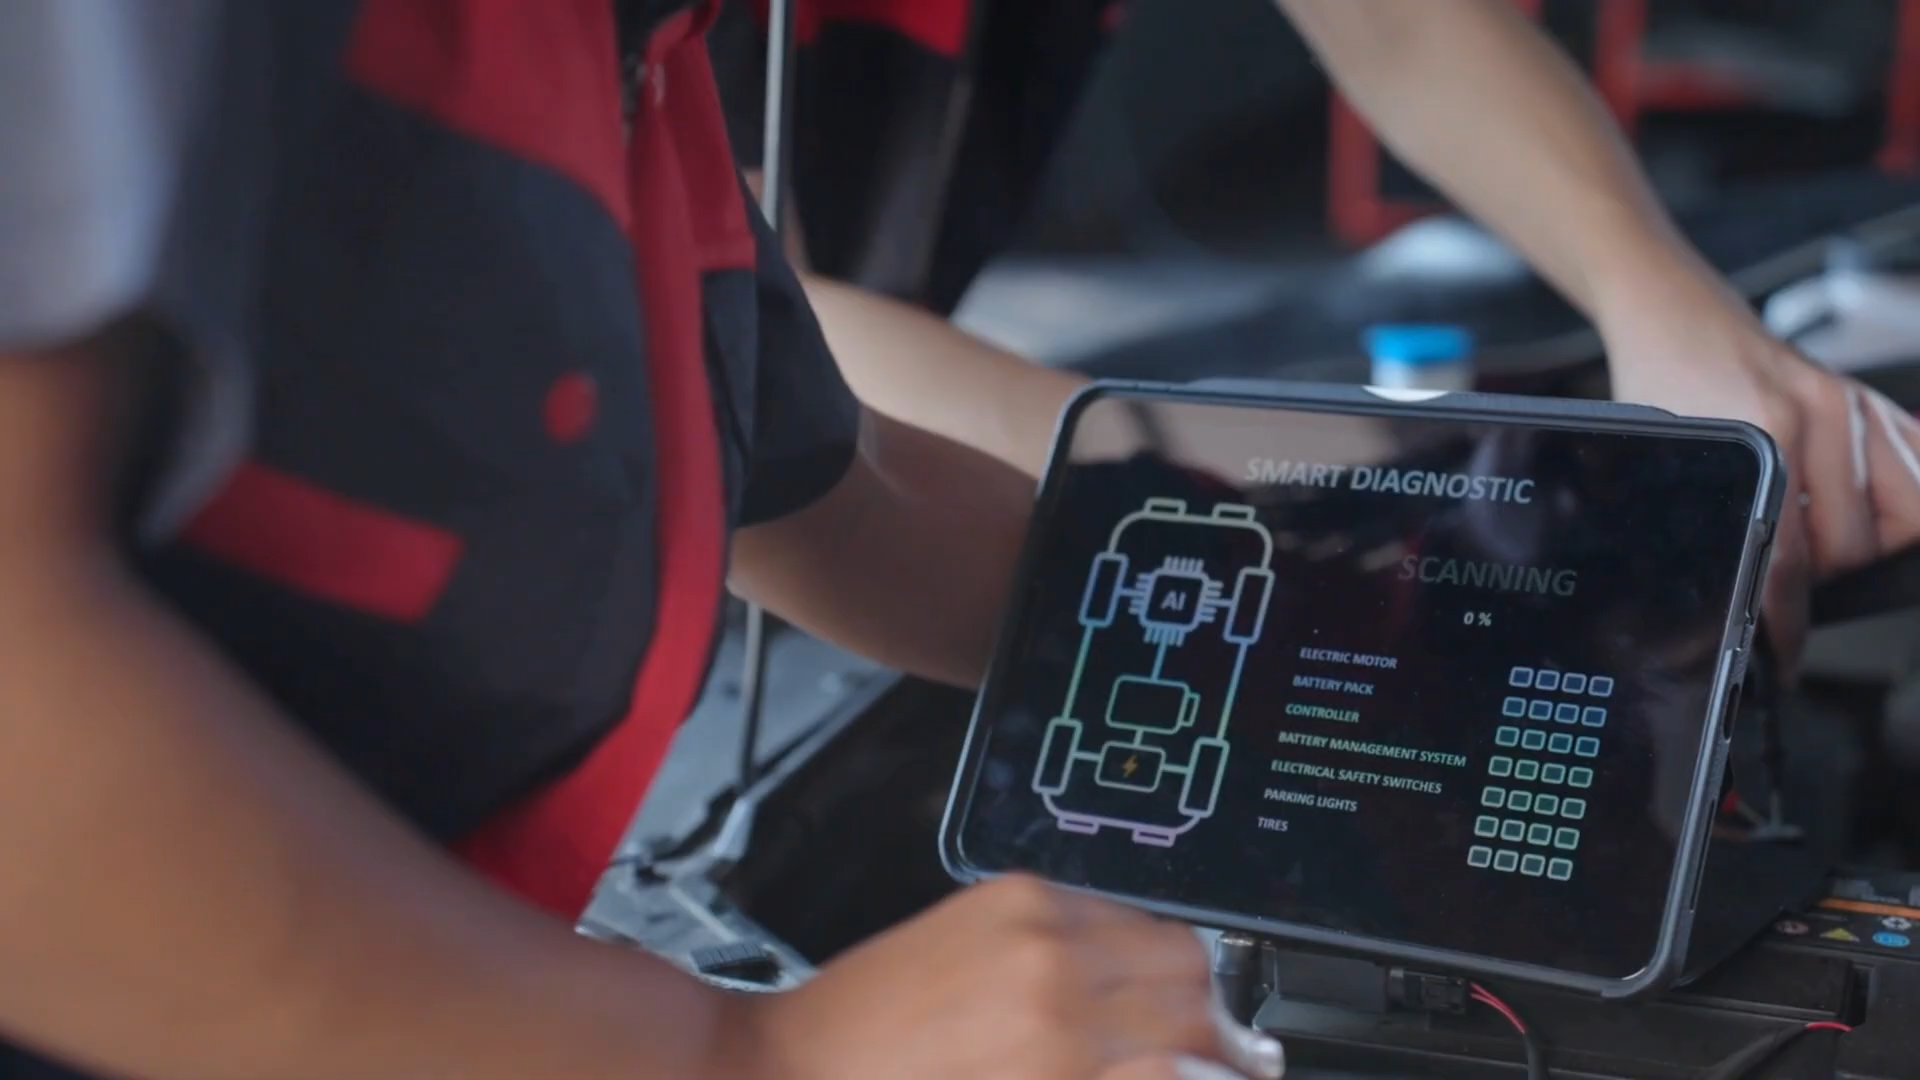 SMART DIAGNOSTIC
SCANNING
0 %
AI
ELECTRIC MOTOR
BATTERY PACK
CONTROLLER
BATTERY MANAGEMENT SYSTEM
ELECTRICAL SAFETY SWITCHES
PARKING LIGHTS
TIRES